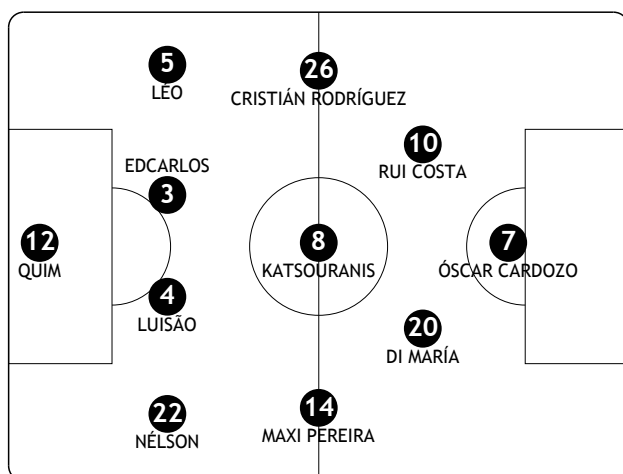 5
LÉO
26
CRISTIÁN RODRÍGUEZ
10
RUI COSTA
EDCARLOS
3
12
QUIM
8
KATSOURANIS
7
ÓSCAR CARDOZO
4
LUISÃO
20
DI MARÍA
22
NÉLSON
14
MAXI PEREIRA